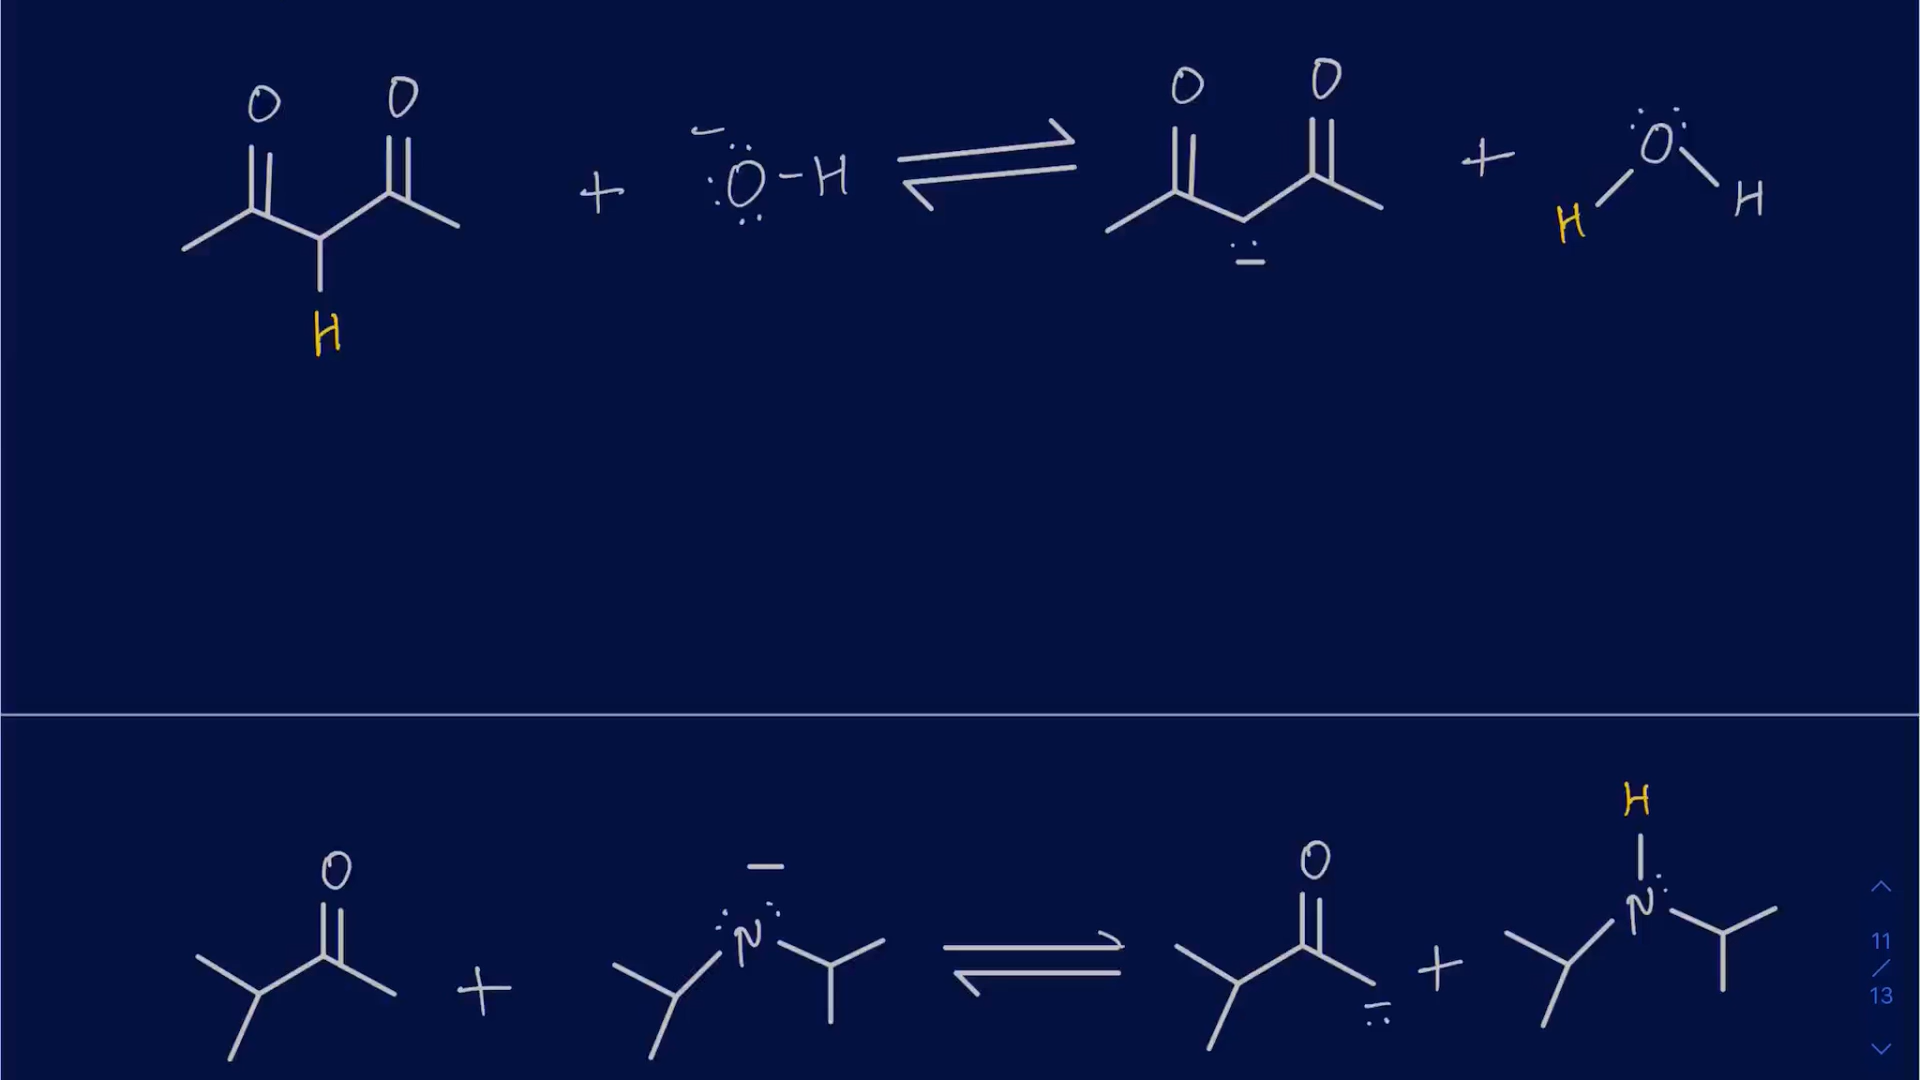 O O + ⁻:Ö-H ⇌ O O + O
H H
H
H
O + N ⇌ O + N
11
/
13